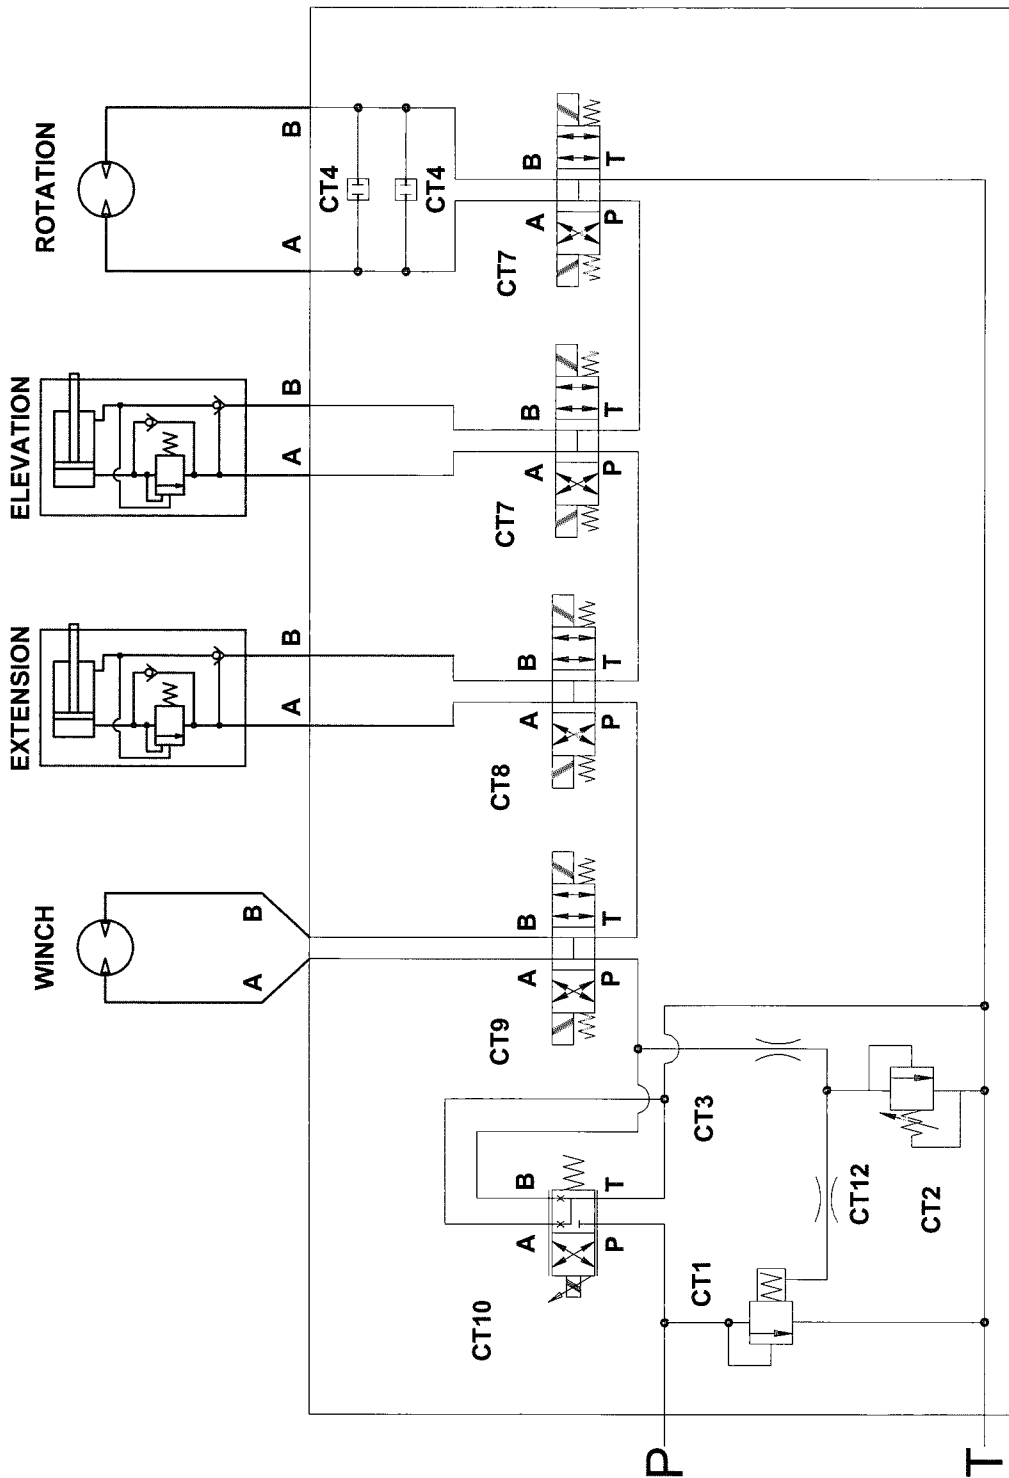 WINCH
EXTENSION
ELEVATION
ROTATION
A
B
A
B
A
B
A
B
CT4
CT4
CT10
A
B
P
T
CT9
A
B
P
T
CT8
A
B
P
T
CT7
A
B
P
T
CT7
A
B
P
T
P
CT1
CT3
CT12
CT2
T